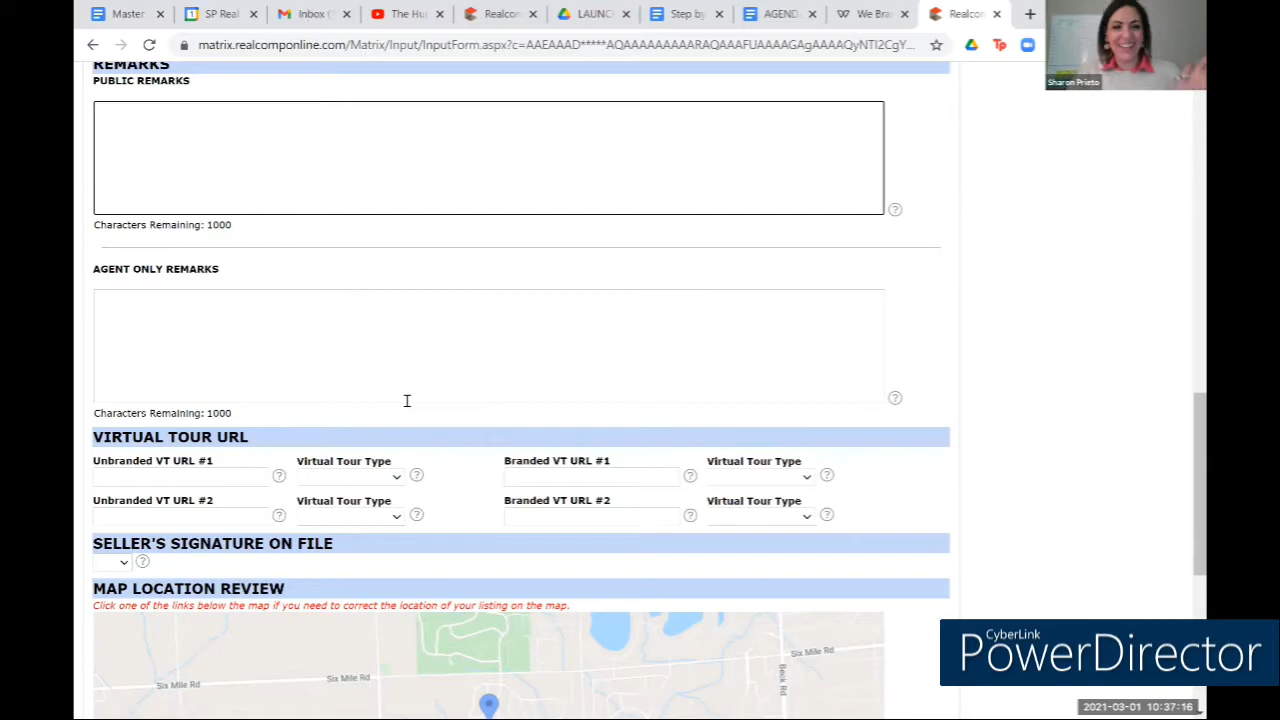 Master
SP Real
Inbox (
The Hu
Realcon
LAUNC
Step by
AGEND
We Bra
Realco
matrix.realcomponline.com/Matrix/Input/InputForm.aspx?c=AAEAAAD*****AQAAAAAAAAARAQAAAFUAAAAGAgAAAAQyNTI2CgY...
Sharon Prieto
REMARKS
PUBLIC REMARKS
Characters Remaining: 1000
AGENT ONLY REMARKS
Characters Remaining: 1000
VIRTUAL TOUR URL
Unbranded VT URL #1 Virtual Tour Type Branded VT URL #1 Virtual Tour Type
Unbranded VT URL #2 Virtual Tour Type Branded VT URL #2 Virtual Tour Type
SELLER'S SIGNATURE ON FILE
MAP LOCATION REVIEW
Click one of the links below the map if you need to correct the location of your listing on the map.
Six Mile Rd
Six Mile Rd
Six Mile Rd
Beck Rd
CyberLink
PowerDirector
2021-03-01 10:37:16